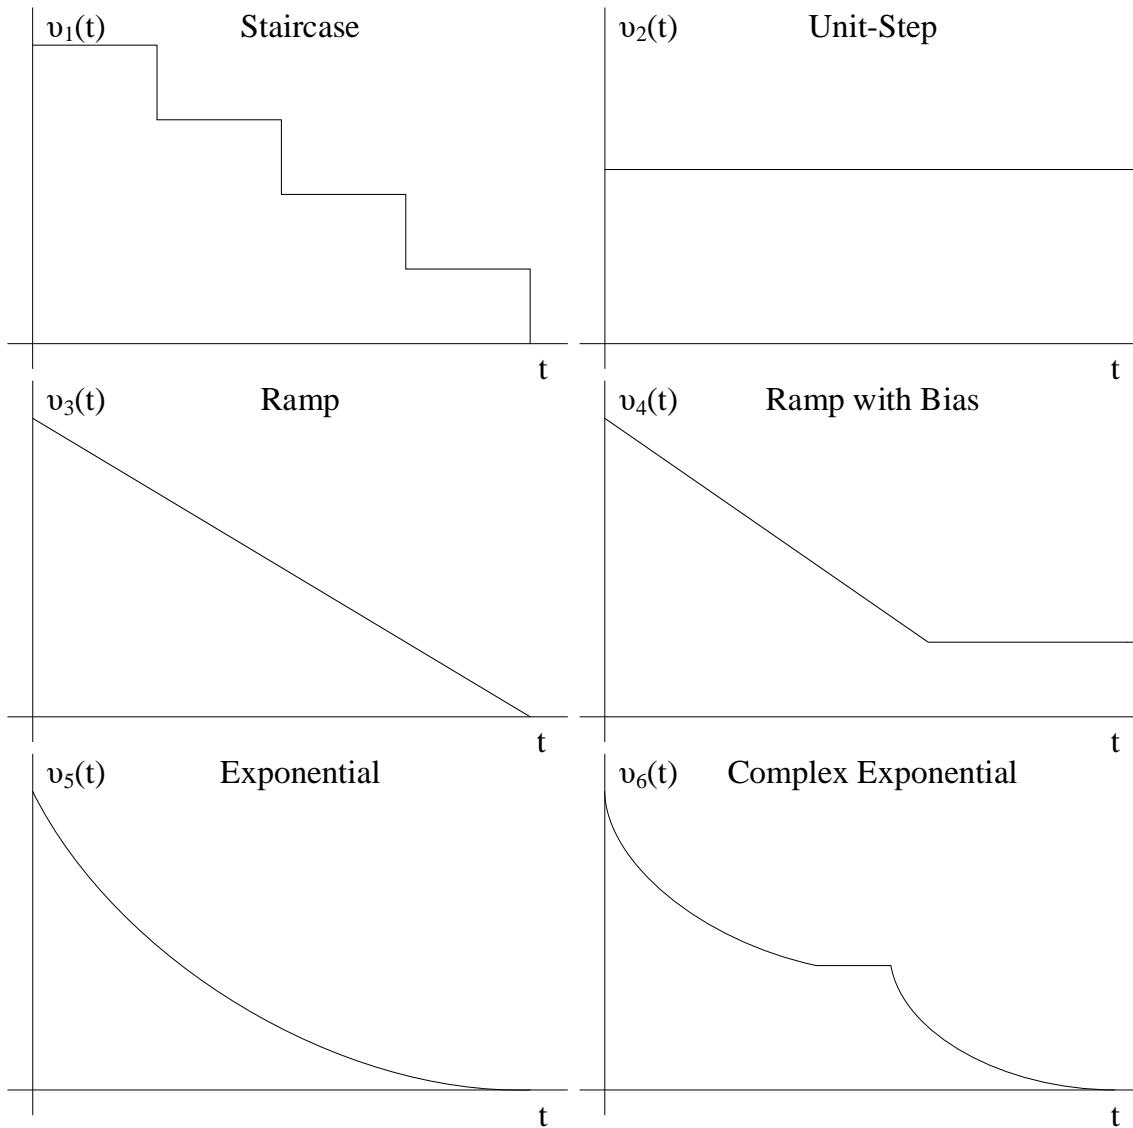 υ₁(t) Staircase
υ₂(t) Unit-Step
t
t
υ₃(t) Ramp
υ₄(t) Ramp with Bias
t
t
υ₅(t) Exponential
υ₆(t) Complex Exponential
t
t